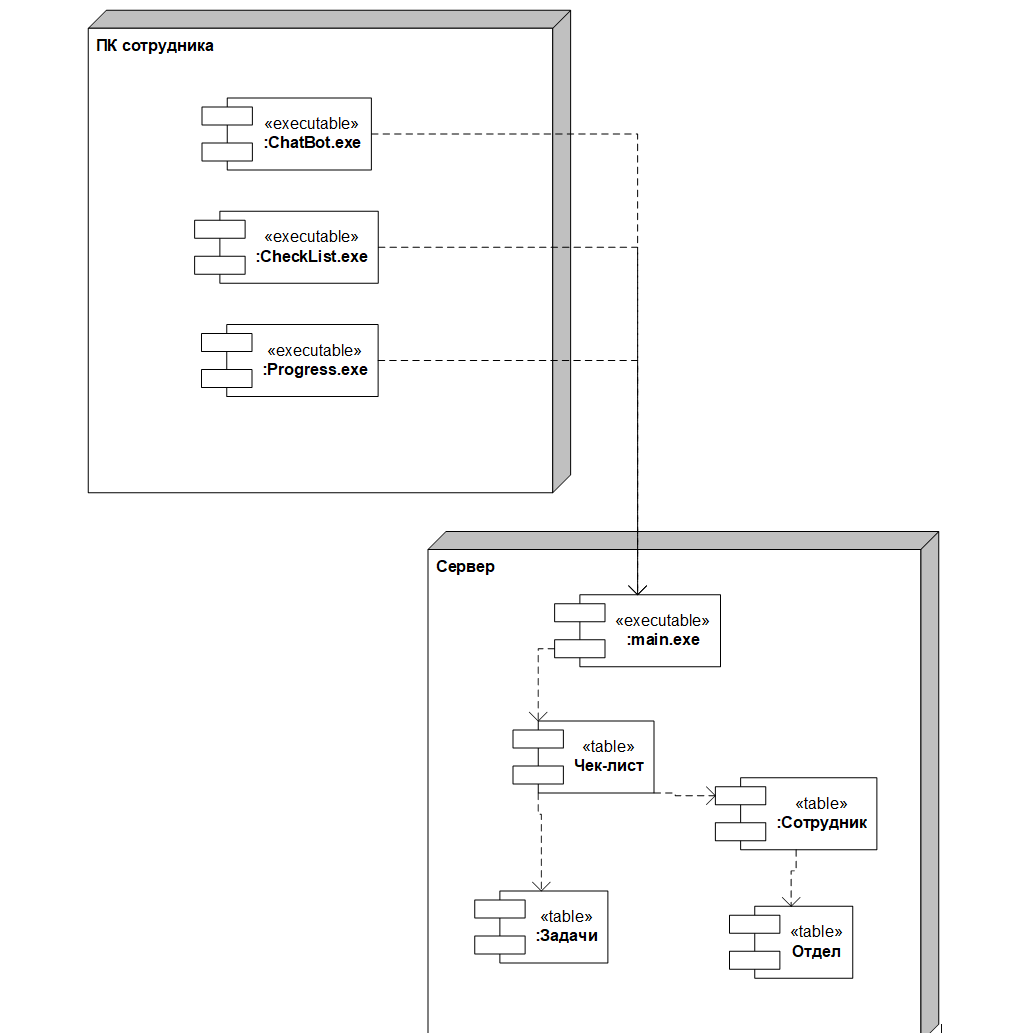 ПК сотрудника
«executable»
:ChatBot.exe
«executable»
:CheckList.exe
«executable»
:Progress.exe
Сервер
«executable»
:main.exe
«table»
Чек-лист
«table»
:Сотрудник
«table»
:Задачи
«table»
Отдел